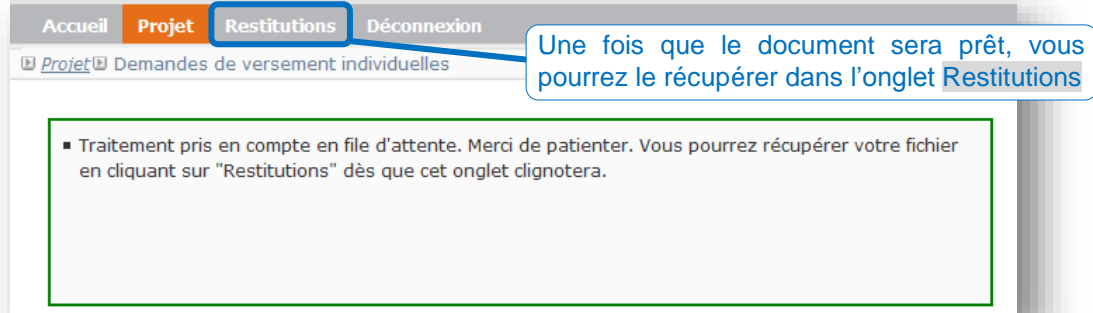 Accueil Projet Restitutions Déconnexion
Une fois que le document sera prêt, vous
pourrez le récupérer dans l’onglet Restitutions
Projet Demandes de versement individuelles
Traitement pris en compte en file d'attente. Merci de patienter. Vous pourrez récupérer votre fichier
en cliquant sur "Restitutions" dès que cet onglet clignotera.